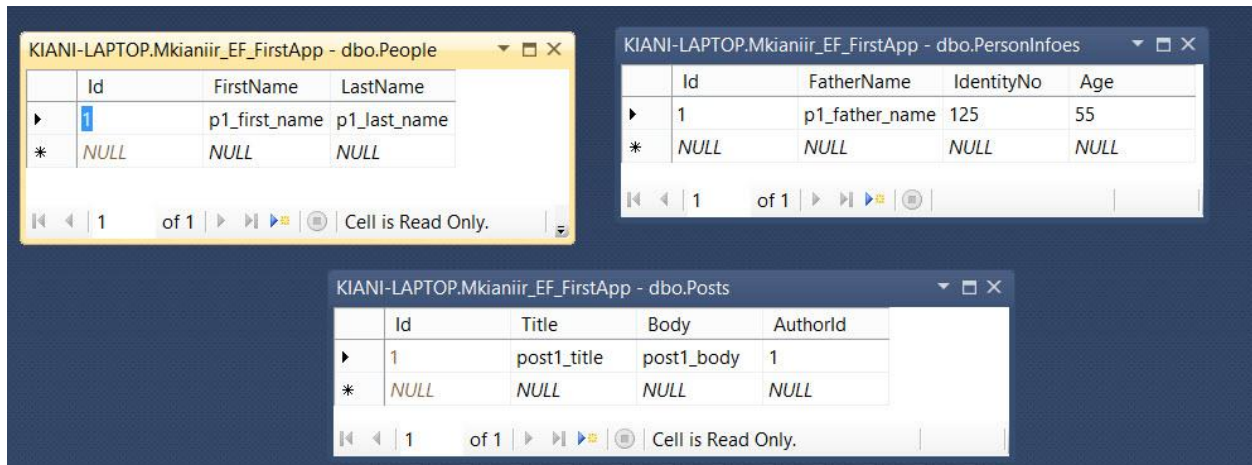 KIANI-LAPTOP.Mkianiir_EF_FirstApp - dbo.People
Id FirstName LastName
1 p1_first_name p1_last_name
NULL NULL NULL
1 of 1 Cell is Read Only.
KIANI-LAPTOP.Mkianiir_EF_FirstApp - dbo.PersonInfoes
Id FatherName IdentityNo Age
1 p1_father_name 125 55
NULL NULL NULL NULL
1 of 1
KIANI-LAPTOP.Mkianiir_EF_FirstApp - dbo.Posts
Id Title Body AuthorId
1 post1_title post1_body 1
NULL NULL NULL NULL
1 of 1 Cell is Read Only.